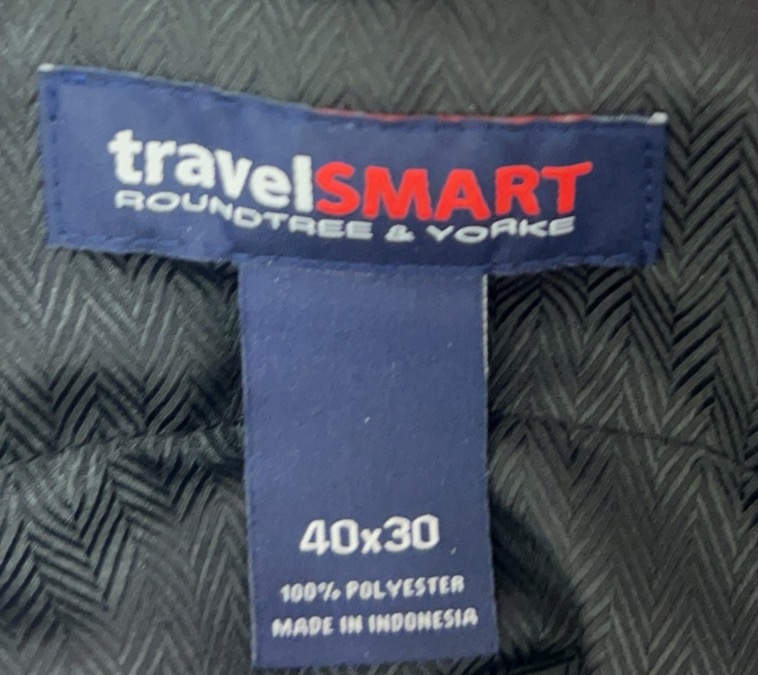 travelSMART
ROUNDTREE & YORKE
40x30
100% POLYESTER
MADE IN INDONESIA